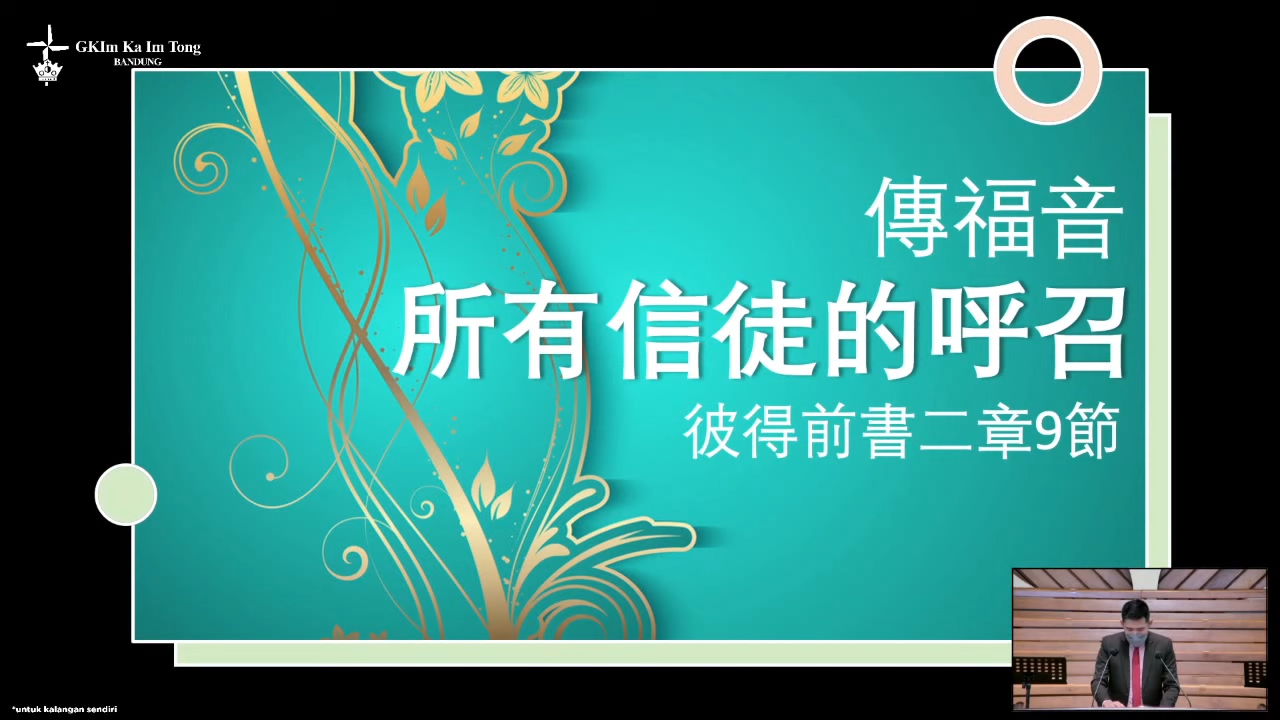 GKIm Ka Im Tong
BANDUNG
傳福音
所有信徒的呼召
彼得前書二章9節
*untuk kalangan sendiri